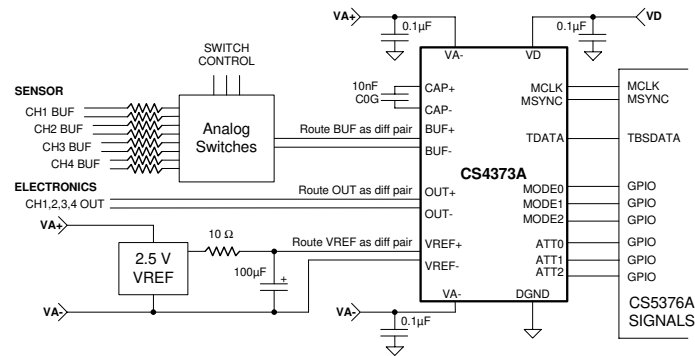 VA+
0.1µF
0.1µF
VD
SWITCH
CONTROL
VA-
VD
SENSOR
CH1 BUF
CH2 BUF
CH3 BUF
CH4 BUF
Analog
Switches
10nF
C0G
CAP+
CAP-
Route BUF as diff pair
BUF+
BUF-
CS4373A
MCLK
MSYNC
MCLK
MSYNC
TDATA
TBSDATA
ELECTRONICS
CH1,2,3,4 OUT
Route OUT as diff pair
OUT+
OUT-
MODE0
MODE1
MODE2
GPIO
GPIO
GPIO
VA+
2.5 V
VREF
10 Ω
100µF
+
Route VREF as diff pair
VREF+
VREF-
ATT0
ATT1
ATT2
GPIO
GPIO
GPIO
VA-
VA-
0.1µF
VA-
DGND
CS5376A
SIGNALS